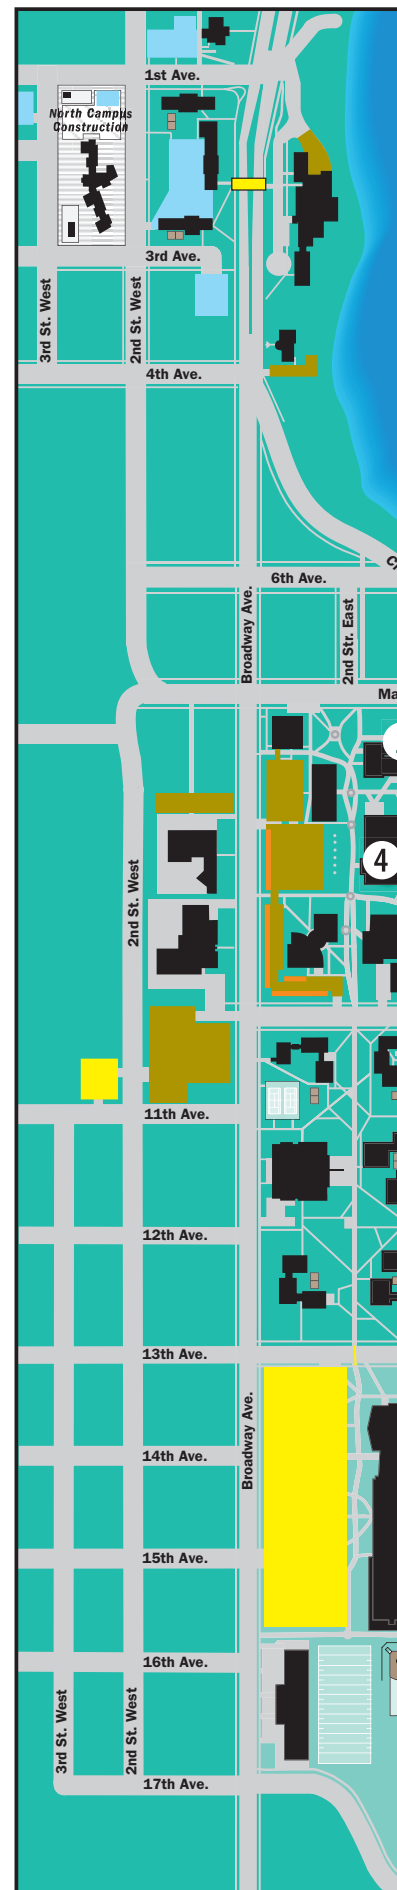 1st Ave.
North Campus
Construction
3rd Ave.
3rd St. West
2nd St. West
4th Ave.
6th Ave.
Broadway Ave.
2nd Str. East
Ma
4
2nd St. West
11th Ave.
12th Ave.
13th Ave.
Broadway Ave.
14th Ave.
15th Ave.
16th Ave.
3rd St. West
2nd St. West
17th Ave.